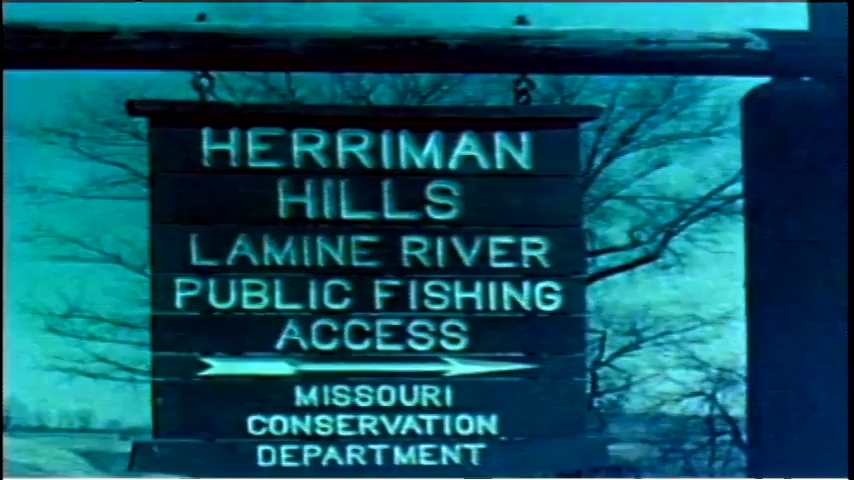 HERRIMAN
HILLS
LAMINE RIVER
PUBLIC FISHING
ACCESS
MISSOURI
CONSERVATION
DEPARTMENT